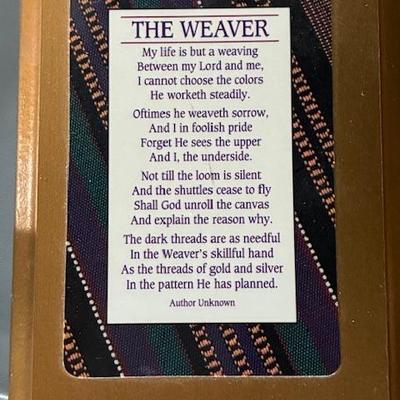 THE WEAVER
My life is but a weaving
Between my Lord and me,
I cannot choose the colors
He worketh steadily.
Oftimes he weaveth sorrow,
And I in foolish pride
Forget He sees the upper
And I, the underside.
Not till the loom is silent
And the shuttles cease to fly
Shall God unroll the canvas
And explain the reason why.
The dark threads are as needful
In the Weaver's skillful hand
As the threads of gold and silver
In the pattern He has planned.
Author Unknown